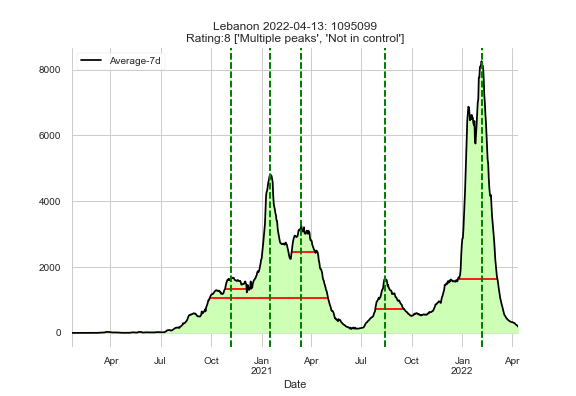 Lebanon 2022-04-13: 1095099
Rating:8 ['Multiple peaks', 'Not in control']
Average-7d
8000
6000
4000
2000
0
Apr
Jul
Oct
Jan
2021
Apr
Jul
Oct
Jan
2022
Apr
Date